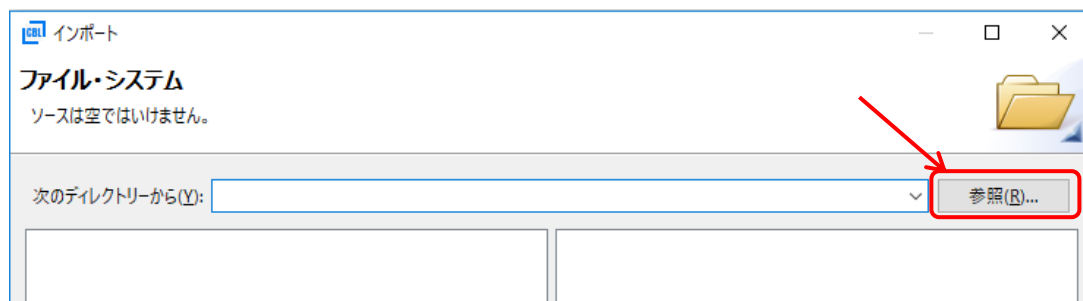 CBL インポート
ファイル・システム
ソースは空ではいけません。
次のディレクトリーから(Y):
参照(R)...